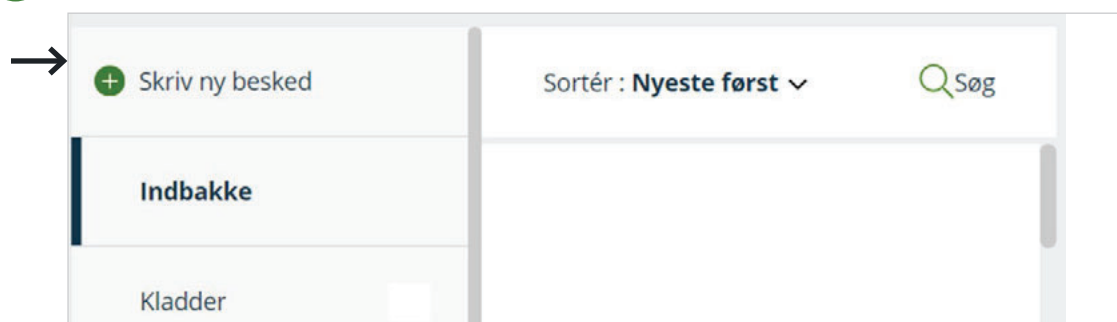 Skriv ny besked
Sortér : Nyeste først
Søg
Indbakke
Kladder